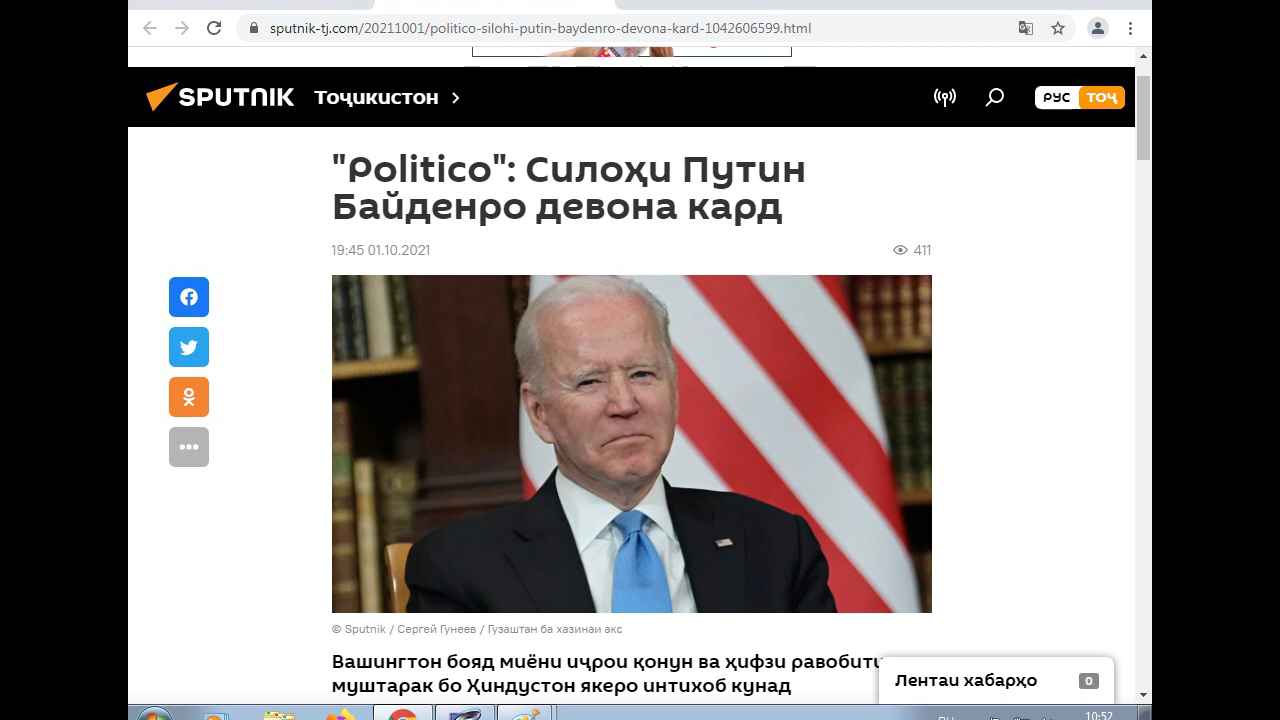 sputnik-tj.com/20211001/politico-silohi-putin-baydenro-devona-kard-1042606599.html
SPUTNIK Тоҷикистон
РУС ТОҶ
"Politico": Силоҳи Путин
Байденро девона кард
19:45 01.10.2021
411
© Sputnik / Сергей Гунеев / Гузаштан ба хазинаи акс
Вашингтон бояд миёни иҷрои қонун ва ҳифзи равобити
муштарак бо Ҳиндустон якеро интихоб кунад
Лентаи хабарҳо 0
10:52